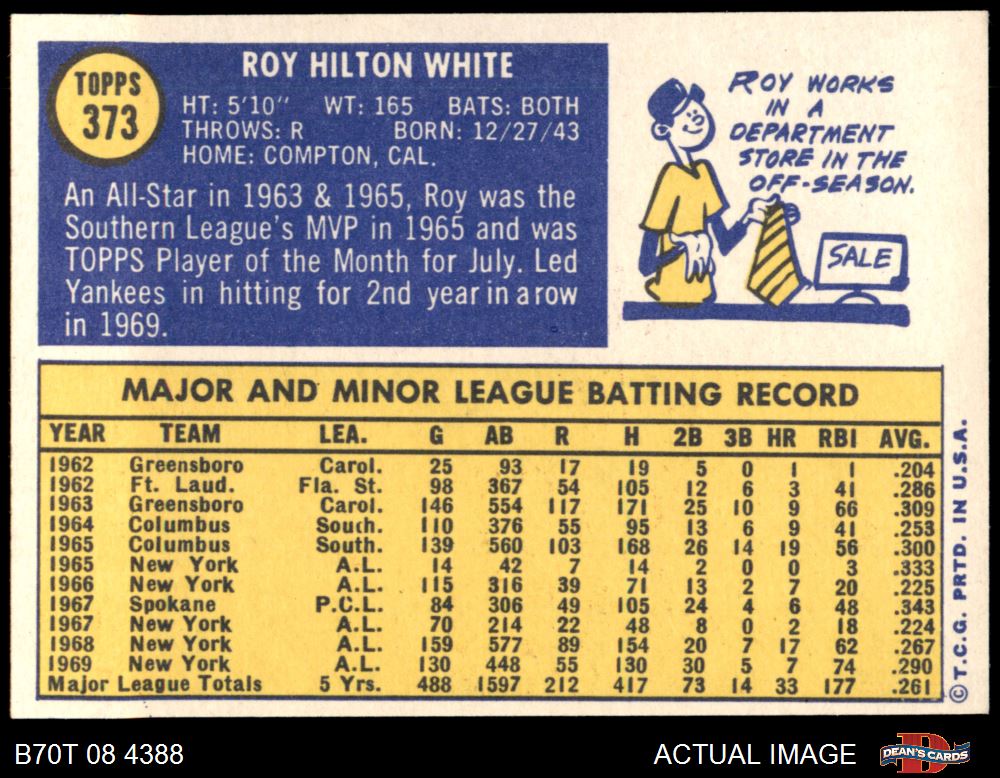 TOPPS
373
ROY HILTON WHITE
HT: 5'10" WT: 165 BATS: BOTH
THROWS: R BORN: 12/27/43
HOME: COMPTON, CAL.
An All-Star in 1963 & 1965, Roy was the
Southern League's MVP in 1965 and was
TOPPS Player of the Month for July. Led
Yankees in hitting for 2nd year in a row
in 1969.
ROY WORKS
IN A
DEPARTMENT
STORE IN THE
OFF-SEASON.
SALE
MAJOR AND MINOR LEAGUE BATTING RECORD
YEAR TEAM LEA. G AB R H 2B 3B HR RBI AVG.
1962 Greensboro Carol. 25 93 17 19 5 0 1 1 .204
1962 Ft. Laud. Fla. St. 98 367 54 105 12 6 3 41 .286
1963 Greensboro Carol. 146 554 117 171 25 10 9 66 .309
1964 Columbus South. 110 376 55 95 13 6 9 41 .253
1965 Columbus South. 139 560 103 168 26 14 19 56 .300
1965 New York A.L. 14 42 7 14 2 0 0 3 .333
1966 New York A.L. 115 316 39 71 13 2 7 20 .225
1967 Spokane P.C.L. 84 306 49 105 24 4 6 48 .343
1967 New York A.L. 70 214 22 48 8 0 2 18 .224
1968 New York A.L. 159 577 89 154 20 7 17 62 .267
1969 New York A.L. 130 448 55 130 30 5 7 74 .290
Major League Totals 5 Yrs. 488 1597 212 417 73 14 33 177 .261
© T.C.G. PRTD. IN U.S.A.
B70T 08 4388
ACTUAL IMAGE
DEAN'S CARDS